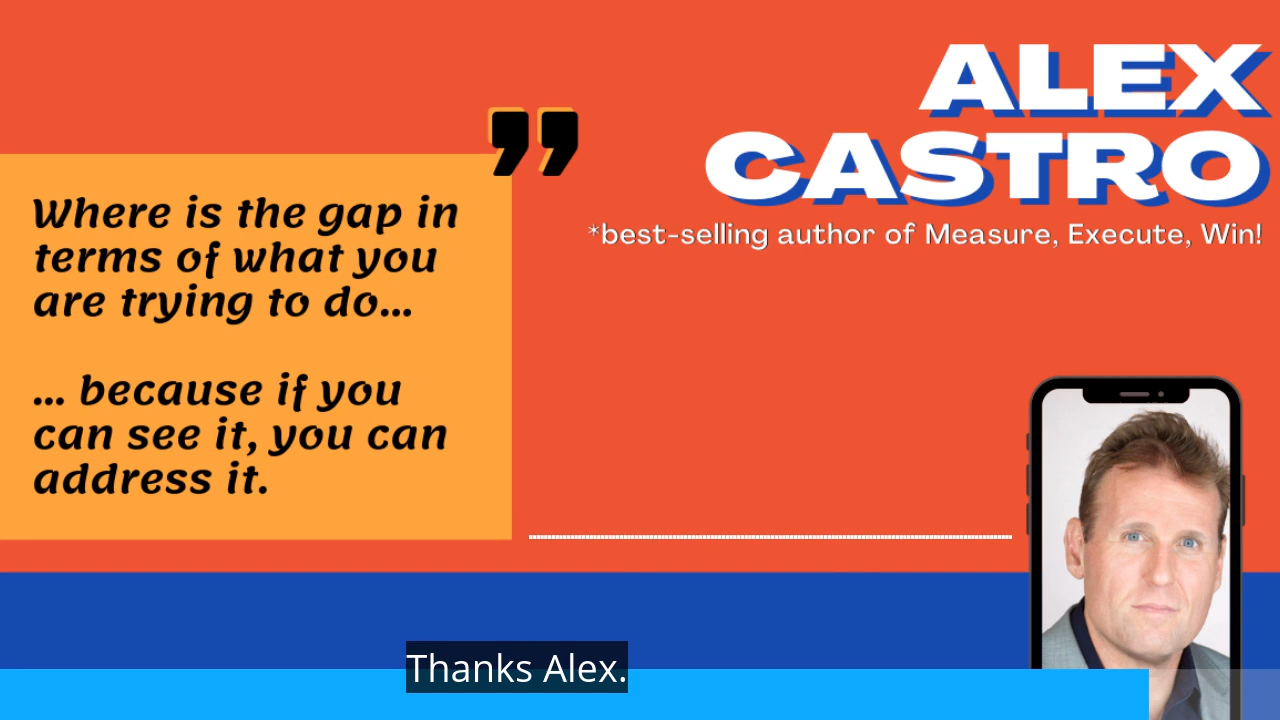 ALEX
CASTRO
*best-selling author of Measure, Execute, Win!
”
Where is the gap in
terms of what you
are trying to do...
... because if you
can see it, you can
address it.
Thanks Alex.